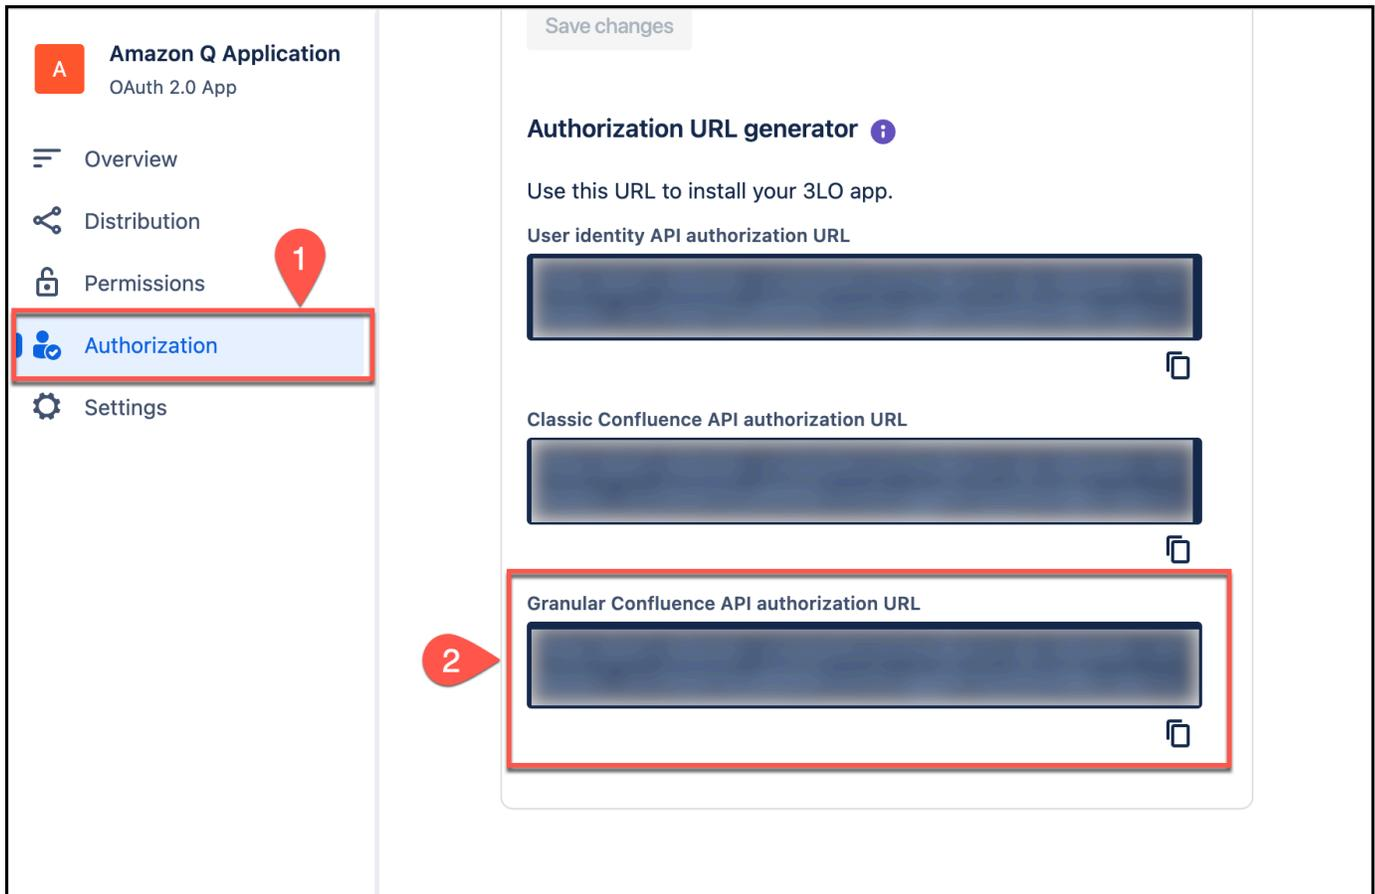 A
Amazon Q Application
OAuth 2.0 App
Overview
Distribution
1
Permissions
Authorization
Settings
Save changes
Authorization URL generator
Use this URL to install your 3LO app.
User identity API authorization URL
Classic Confluence API authorization URL
Granular Confluence API authorization URL
2